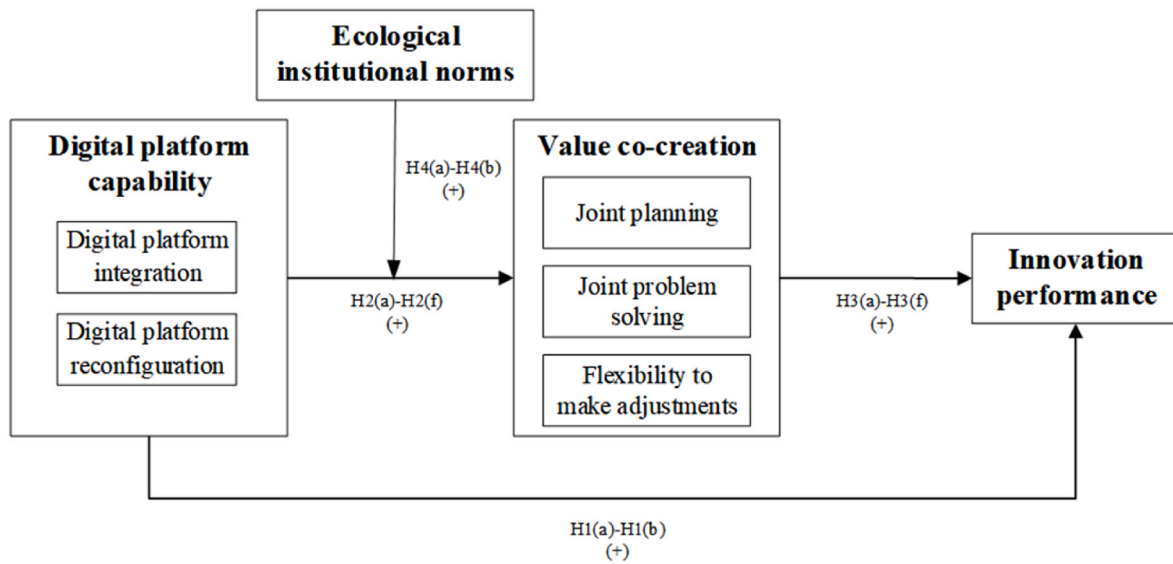 Ecological
institutional norms
Digital platform
capability
Digital platform
integration
Digital platform
reconfiguration
H4(a)-H4(b)
(+)
H2(a)-H2(f)
(+)
Value co-creation
Joint planning
Joint problem
solving
Flexibility to
make adjustments
H3(a)-H3(f)
(+)
Innovation
performance
H1(a)-H1(b)
(+)